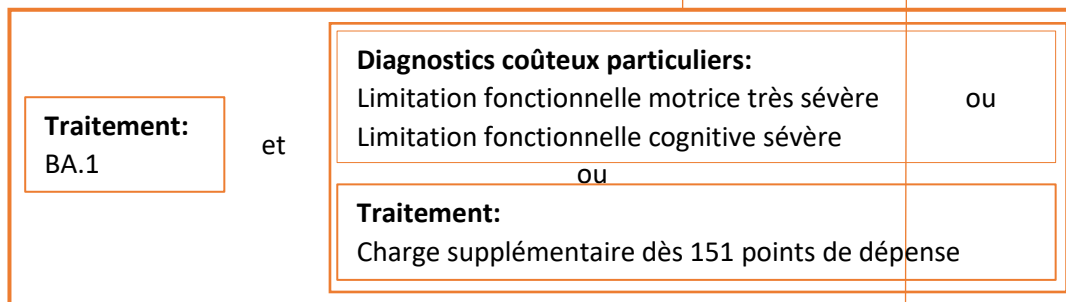 Traitement:
BA.1
et
Diagnostics coûteux particuliers:
Limitation fonctionnelle motrice très sévère ou
Limitation fonctionnelle cognitive sévère
ou
Traitement:
Charge supplémentaire dès 151 points de dépense